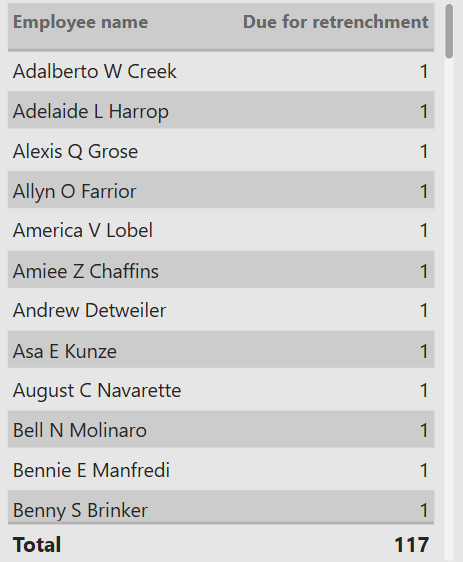 Employee name Due for retrenchment
Adalberto W Creek 1
Adelaide L Harrop 1
Alexis Q Grose 1
Allyn O Farrior 1
America V Lobel 1
Amiee Z Chaffins 1
Andrew Detweiler 1
Asa E Kunze 1
August C Navarette 1
Bell N Molinaro 1
Bennie E Manfredi 1
Benny S Brinker 1
Total 117